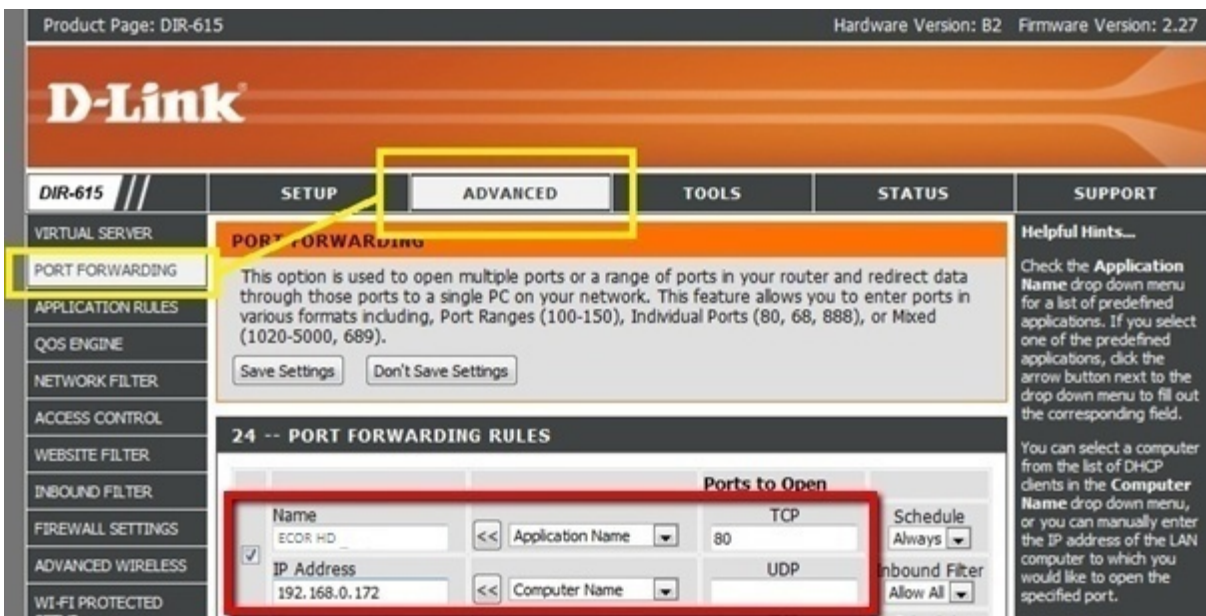 Product Page: DIR-615
Hardware Version: B2 Firmware Version: 2.27
D-Link
DIR-615
SETUP
ADVANCED
TOOLS
STATUS
SUPPORT
VIRTUAL SERVER
PORT FORWARDING
APPLICATION RULES
QOS ENGINE
NETWORK FILTER
ACCESS CONTROL
WEBSITE FILTER
INBOUND FILTER
FIREWALL SETTINGS
ADVANCED WIRELESS
WI-FI PROTECTED
PORT FORWARDING
This option is used to open multiple ports or a range of ports in your router and redirect data
through those ports to a single PC on your network. This feature allows you to enter ports in
various formats including, Port Ranges (100-150), Individual Ports (80, 68, 888), or Mixed
(1020-5000, 689).
Save Settings
Don't Save Settings
24 -- PORT FORWARDING RULES
Ports to Open
Name
TCP
Schedule
ECOR HD _
<<
Application Name
80
Always
IP Address
UDP
Inbound Filter
192.168.0.172
<<
Computer Name
Allow All
Helpful Hints...
Check the Application
Name drop down menu
for a list of predefined
applications. If you select
one of the predefined
applications, click the
arrow button next to the
drop down menu to fill out
the corresponding field.
You can select a computer
from the list of DHCP
clients in the Computer
Name drop down menu,
or you can manually enter
the IP address of the LAN
computer to which you
would like to open the
specified port.